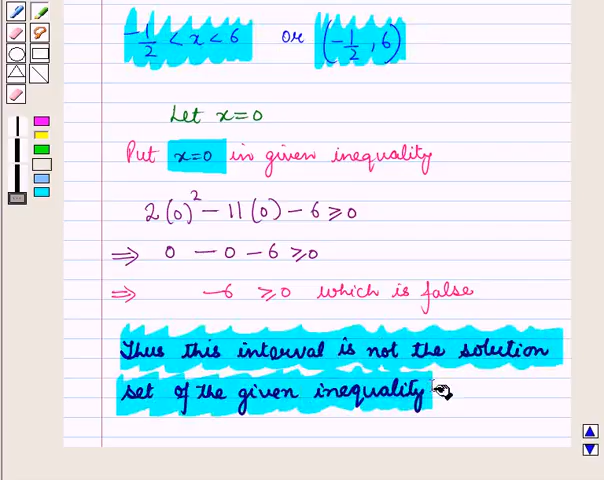 -1/2 < x < 6 or (-1/2, 6)
Let x=0
Put x=0 in given inequality
2(0)² - 11(0) - 6 ≥ 0
⇒ 0 - 0 - 6 ≥ 0
⇒ -6 ≥ 0 which is false
Thus this interval is not the solution
set of the given inequality